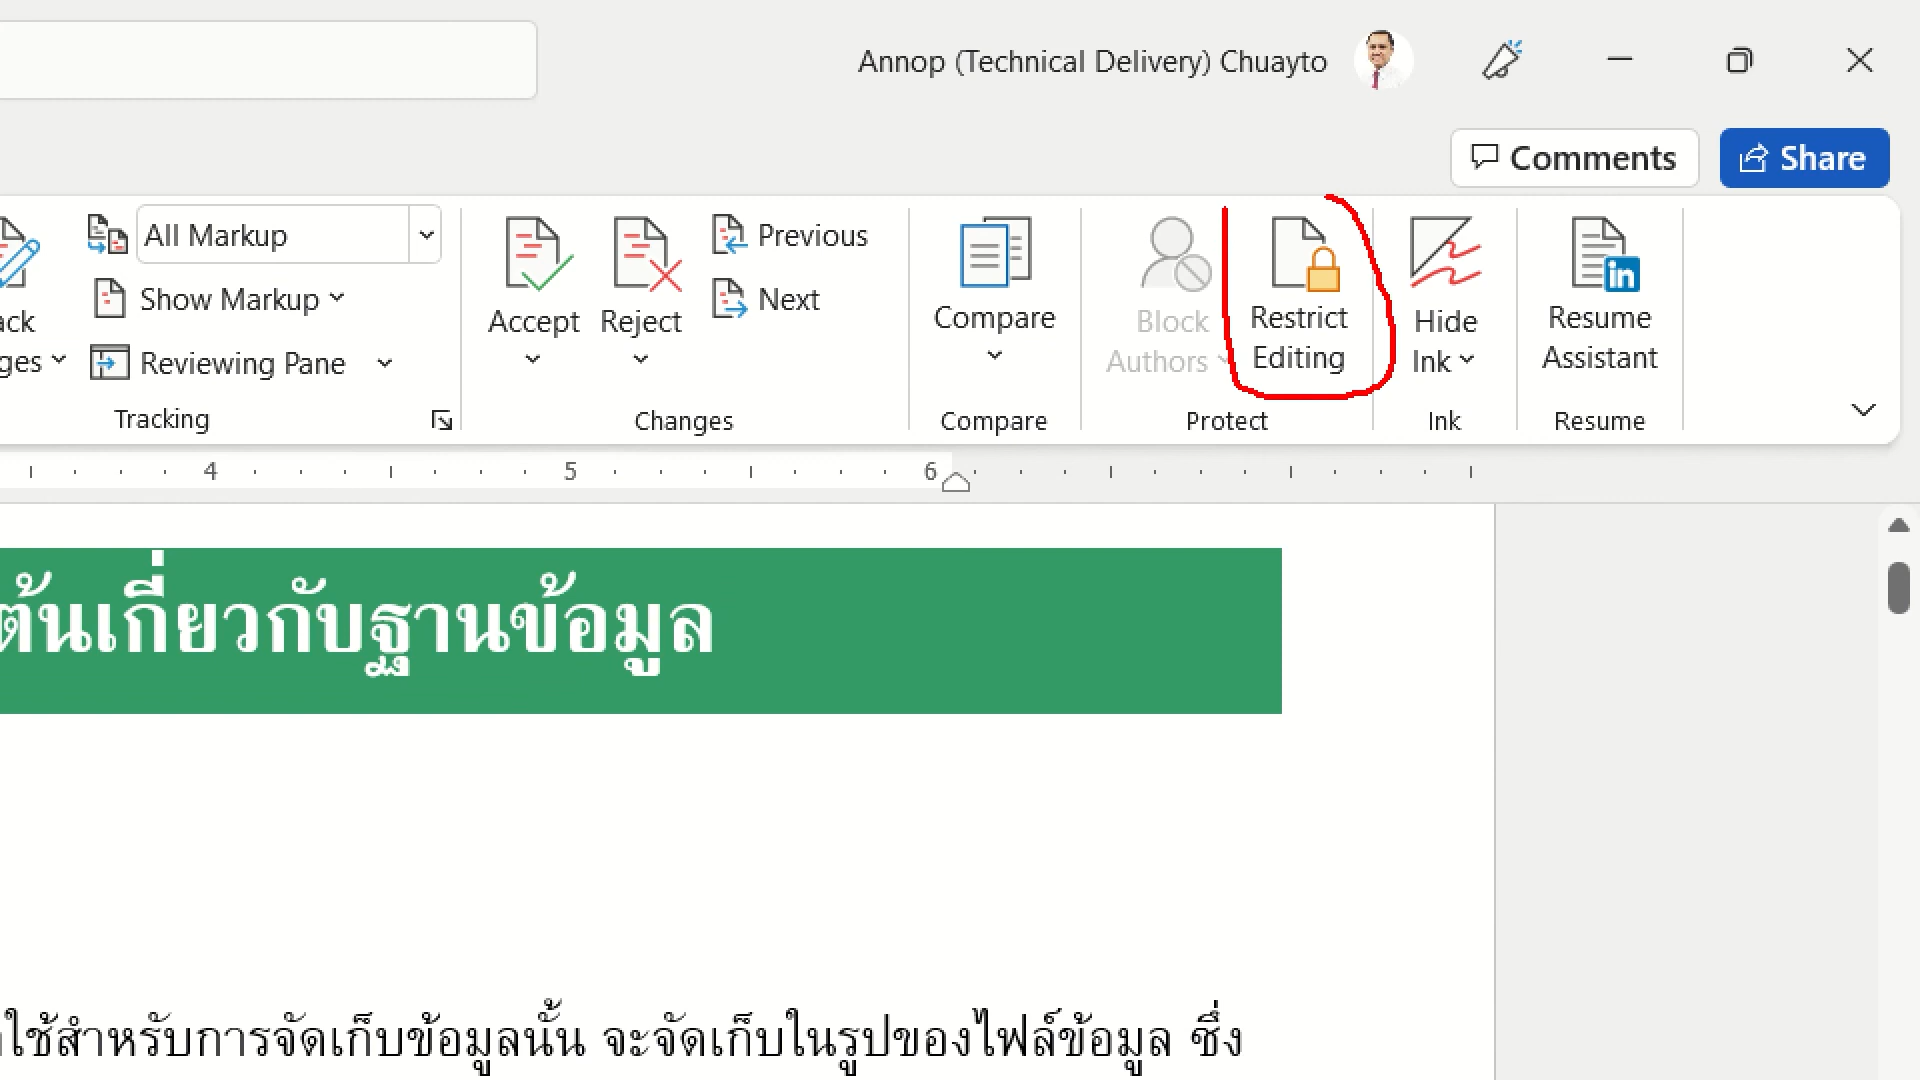 Annop (Technical Delivery) Chuayto
Comments
Share
All Markup
Show Markup
Reviewing Pane
Tracking
Accept
Reject
Previous
Next
Changes
Compare
Compare
Block
Authors
Restrict
Editing
Protect
Hide
Ink
Ink
in
Resume
Assistant
Resume
4 5 6
ต้นเกี่ยวกับฐานข้อมูล
ใช้สำหรับการจัดเก็บข้อมูลนั้น จะจัดเก็บในรูปของไฟล์ข้อมูล ซึ่ง